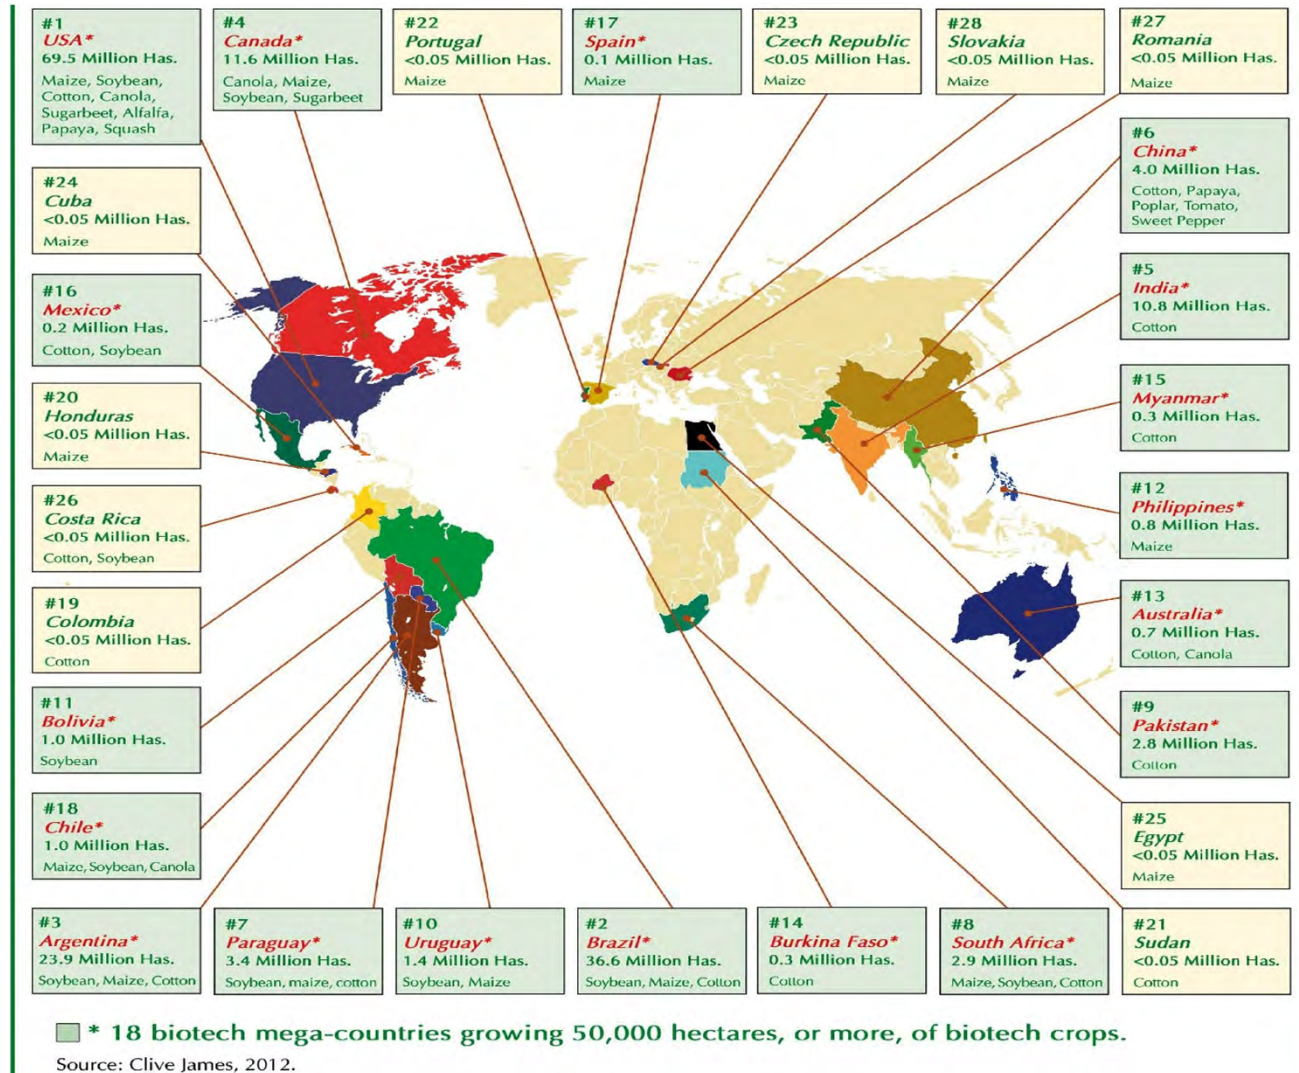 #1
USA*
69.5 Million Has.
Maize, Soybean,
Cotton, Canola,
Sugarbeet, Alfalfa,
Papaya, Squash
#4
Canada*
11.6 Million Has.
Canola, Maize,
Soybean, Sugarbeet
#22
Portugal
<0.05 Million Has.
Maize
#17
Spain*
0.1 Million Has.
Maize
#23
Czech Republic
<0.05 Million Has.
Maize
#28
Slovakia
<0.05 Million Has.
Maize
#27
Romania
<0.05 Million Has.
Maize
#24
Cuba
<0.05 Million Has.
Maize
#16
Mexico*
0.2 Million Has.
Cotton, Soybean
#20
Honduras
<0.05 Million Has.
Maize
#26
Costa Rica
<0.05 Million Has.
Cotton, Soybean
#19
Colombia
<0.05 Million Has.
Cotton
#11
Bolivia*
1.0 Million Has.
Soybean
#18
Chile*
1.0 Million Has.
Maize, Soybean, Canola
#6
China*
4.0 Million Has.
Cotton, Papaya,
Poplar, Tomato,
Sweet Pepper
#5
India*
10.8 Million Has.
Cotton
#15
Myanmar*
0.3 Million Has.
Cotton
#12
Philippines*
0.8 Million Has.
Maize
#13
Australia*
0.7 Million Has.
Cotton, Canola
#9
Pakistan*
2.8 Million Has.
Cotton
#25
Egypt
<0.05 Million Has.
Maize
#3
Argentina*
23.9 Million Has.
Soybean, Maize, Cotton
#7
Paraguay*
3.4 Million Has.
Soybean, maize, cotton
#10
Uruguay*
1.4 Million Has.
Soybean, Maize
#2
Brazil*
36.6 Million Has.
Soybean, Maize, Cotton
#14
Burkina Faso*
0.3 Million Has.
Cotton
#8
South Africa*
2.9 Million Has.
Maize, Soybean, Cotton
#21
Sudan
<0.05 Million Has.
Cotton
* 18 biotech mega-countries growing 50,000 hectares, or more, of biotech crops.
Source: Clive James, 2012.